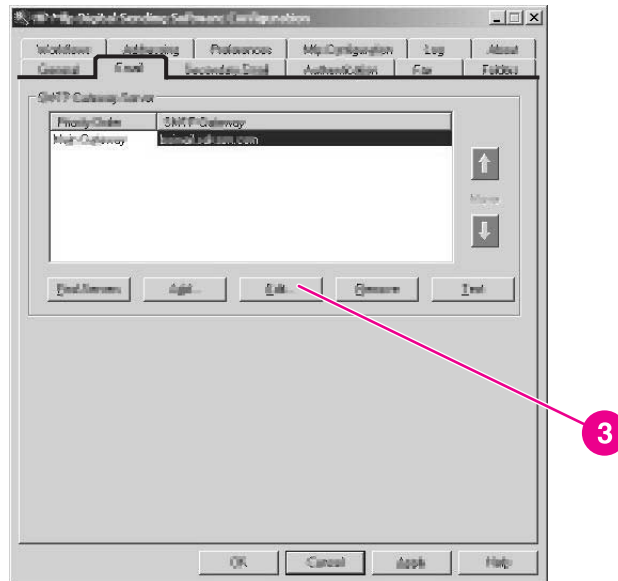 HP Mfp Digital Sending Software Configuration
Workflows Addressing Preferences Mfp Configuration Log About
General Email Secondary Email Authentication Fax Folders
SMTP Gateway Server
Priority Order SMTP Gateway
Main Gateway
Move
Find Servers Add... Edit... Remove Test
3
OK Cancel Apply Help